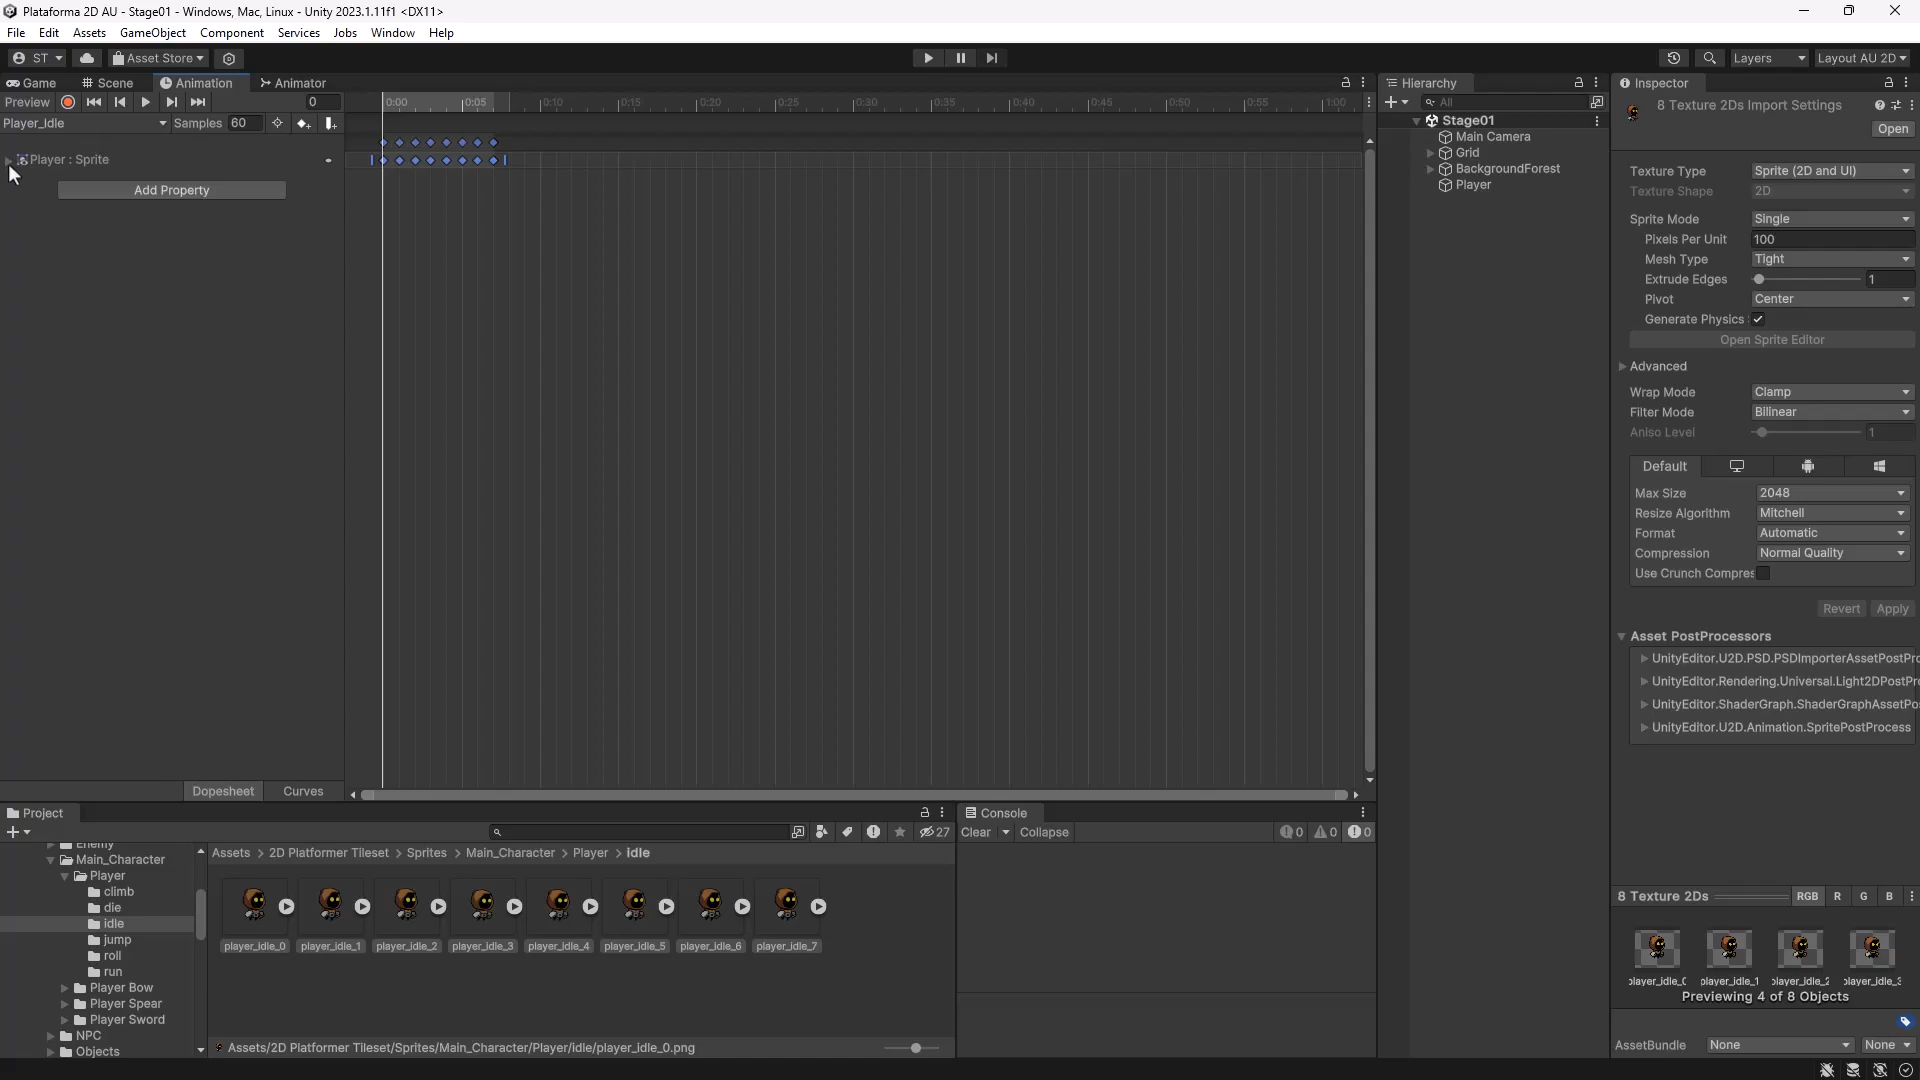 Plataforma 2D AU - Stage01 - Windows, Mac, Linux - Unity 2023.1.11f1 <DX11>
File Edit Assets GameObject Component Services Jobs Window Help
ST Asset Store Layers Layout AU 2D
Game Scene Animation Animator
Preview 0 0:00 0:05 0:10 0:15 0:20 0:25 0:30 0:35 0:40 0:45 0:50 0:55 1:00
Player_Idle Samples 60
Player : Sprite
Add Property
Dopesheet Curves
Hierarchy
All
Stage01
Main Camera
Grid
BackgroundForest
Player
Inspector
8 Texture 2Ds Import Settings
Open
Texture Type Sprite (2D and UI)
Texture Shape 2D
Sprite Mode Single
Pixels Per Unit 100
Mesh Type Tight
Extrude Edges 1
Pivot Center
Generate Physics
Open Sprite Editor
Advanced
Wrap Mode Clamp
Filter Mode Bilinear
Aniso Level 1
Default
Max Size 2048
Resize Algorithm Mitchell
Format Automatic
Compression Normal Quality
Use Crunch Compres
Revert Apply
Asset PostProcessors
UnityEditor.U2D.PSD.PSDImporterAssetPostPro
UnityEditor.Rendering.Universal.Light2DPostPro
UnityEditor.ShaderGraph.ShaderGraphAssetPos
UnityEditor.U2D.Animation.SpritePostProcess
8 Texture 2Ds RGB R G B
player_idle_0 player_idle_1 player_idle_2 player_idle_3
Previewing 4 of 8 Objects
AssetBundle None None
Project
27
Enemy
Main_Character
Player
climb
die
idle
jump
roll
run
Player Bow
Player Spear
Player Sword
NPC
Objects
Assets > 2D Platformer Tileset > Sprites > Main_Character > Player > idle
player_idle_0 player_idle_1 player_idle_2 player_idle_3 player_idle_4 player_idle_5 player_idle_6 player_idle_7
Assets/2D Platformer Tileset/Sprites/Main_Character/Player/idle/player_idle_0.png
Console
Clear Collapse 0 0 0